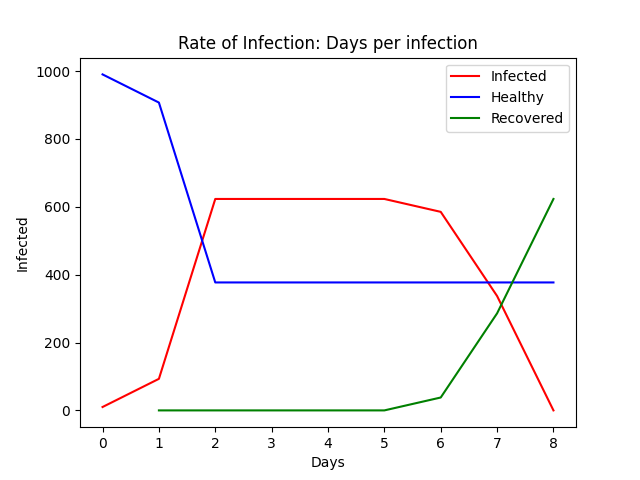 Rate of Infection: Days per infection
Infected
Healthy
Recovered
1000
800
600
400
200
0
Infected
0 1 2 3 4 5 6 7 8
Days